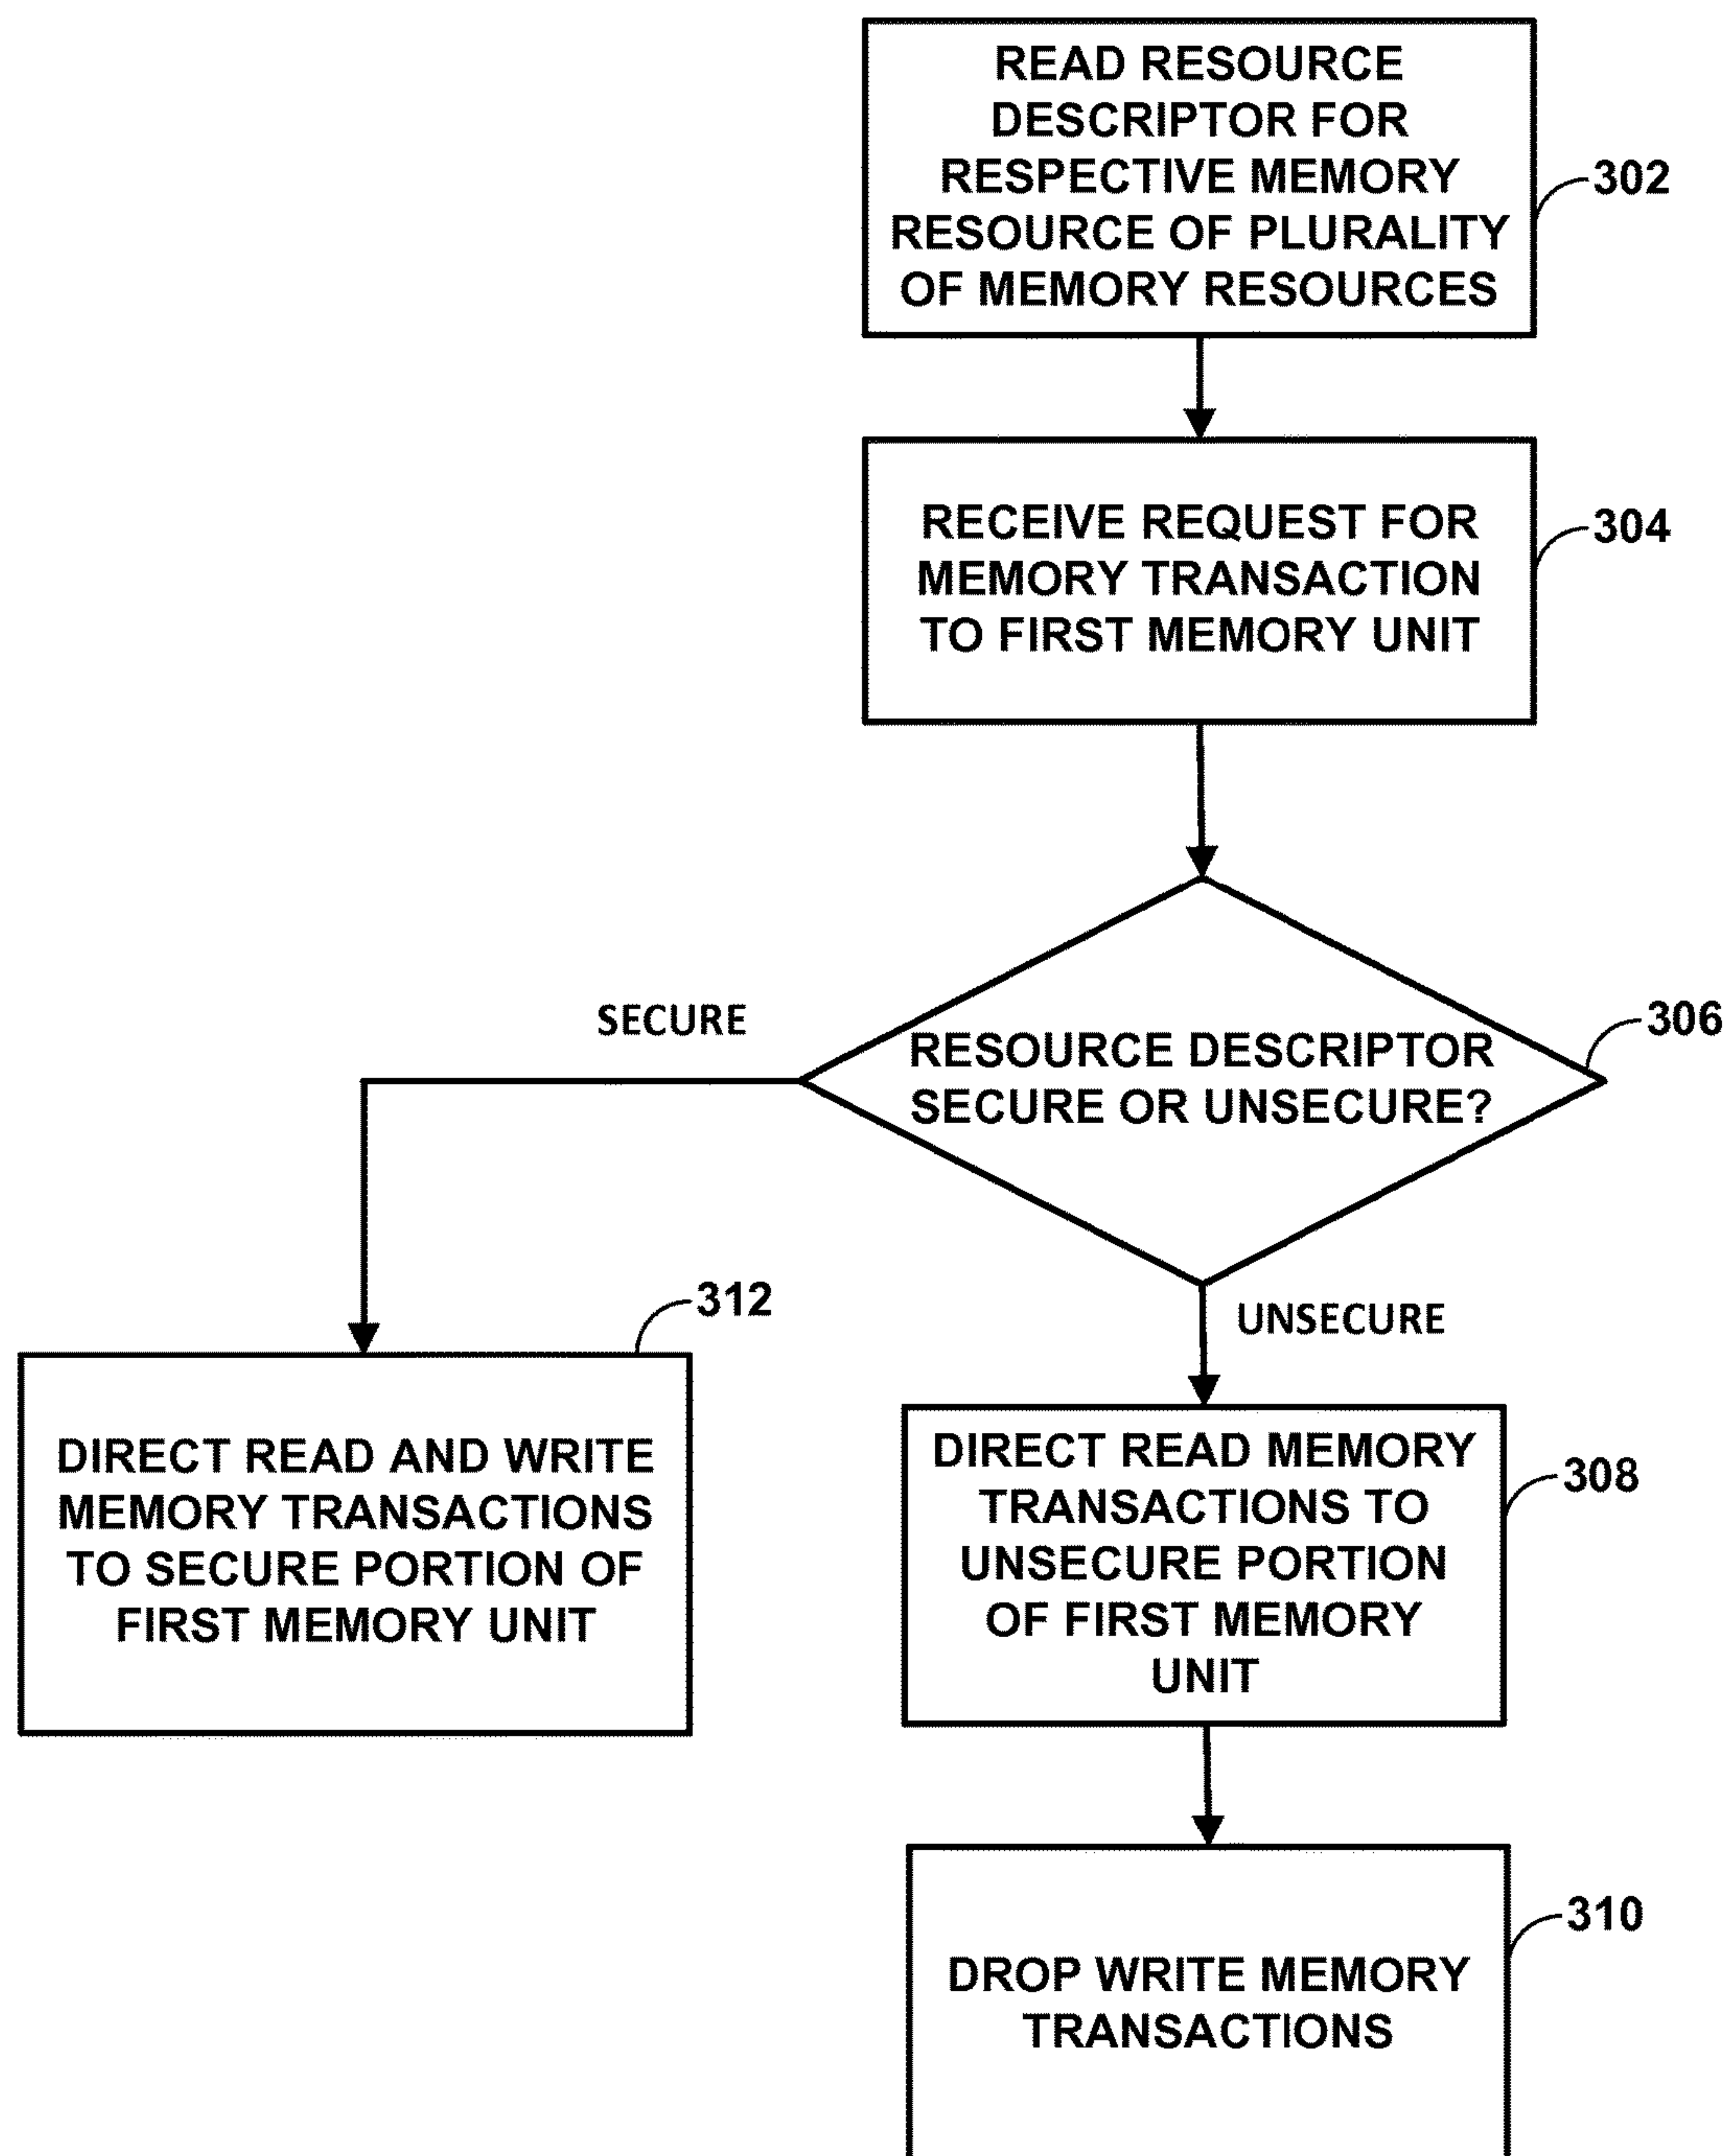 READ RESOURCE
DESCRIPTOR FOR
RESPECTIVE MEMORY
RESOURCE OF PLURALITY
OF MEMORY RESOURCES
302
RECEIVE REQUEST FOR
MEMORY TRANSACTION
TO FIRST MEMORY UNIT
304
RESOURCE DESCRIPTOR
SECURE OR UNSECURE?
306
SECURE
UNSECURE
312
DIRECT READ AND WRITE
MEMORY TRANSACTIONS
TO SECURE PORTION OF
FIRST MEMORY UNIT
DIRECT READ MEMORY
TRANSACTIONS TO
UNSECURE PORTION
OF FIRST MEMORY
UNIT
308
DROP WRITE MEMORY
TRANSACTIONS
310